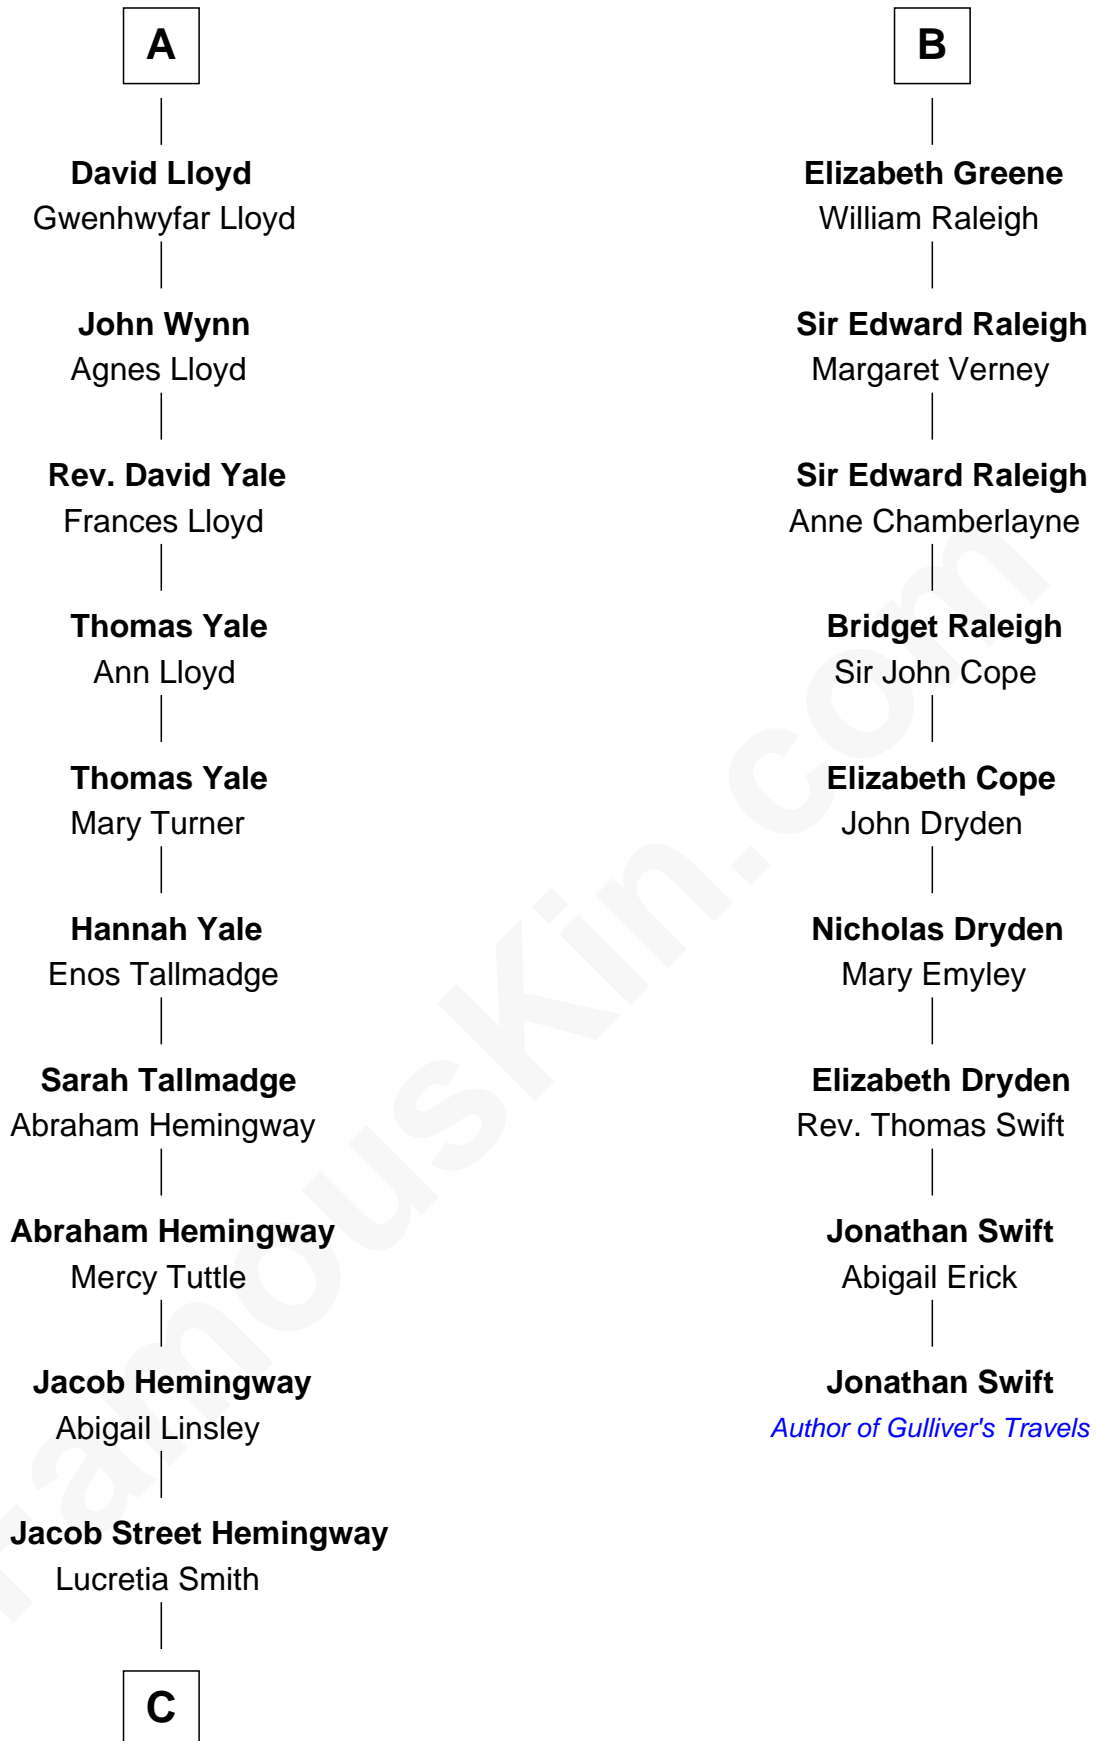 A
David Lloyd
Gwenhwyfar Lloyd
John Wynn
Agnes Lloyd
Rev. David Yale
Frances Lloyd
Thomas Yale
Ann Lloyd
Thomas Yale
Mary Turner
Hannah Yale
Enos Tallmadge
Sarah Tallmadge
Abraham Hemingway
Abraham Hemingway
Mercy Tuttle
Jacob Hemingway
Abigail Linsley
Jacob Street Hemingway
Lucretia Smith
C
B
Elizabeth Greene
William Raleigh
Sir Edward Raleigh
Margaret Verney
Sir Edward Raleigh
Anne Chamberlayne
Bridget Raleigh
Sir John Cope
Elizabeth Cope
John Dryden
Nicholas Dryden
Mary Emyley
Elizabeth Dryden
Rev. Thomas Swift
Jonathan Swift
Abigail Erick
Jonathan Swift
Author of Gulliver's Travels
FamousKin.com